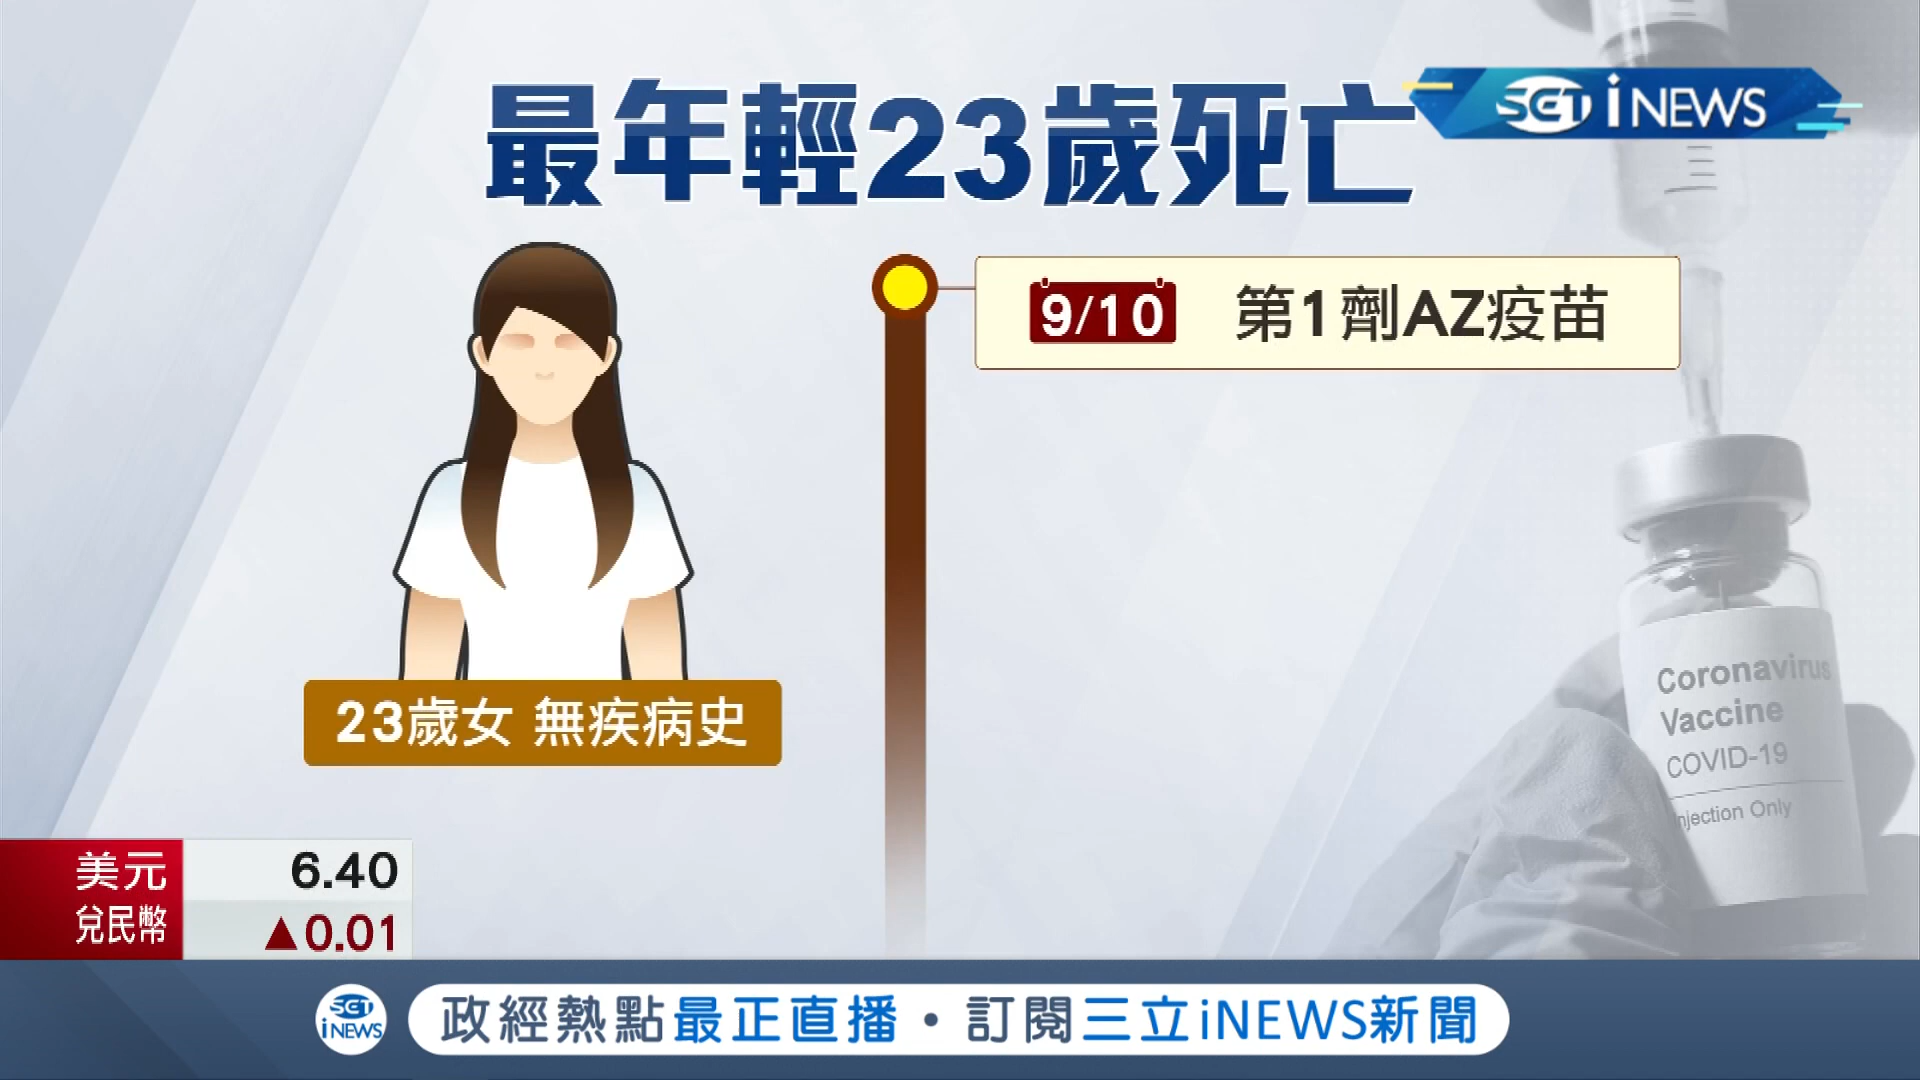 最年輕23歲死亡
SET iNEWS
9/10 第1劑AZ疫苗
23歲女 無疾病史
Coronavirus
Vaccine
COVID-19
njection Only
美元 6.40
兌民幣 ▲0.01
SET iNEWS
政經熱點最正直播・訂閱三立iNEWS新聞